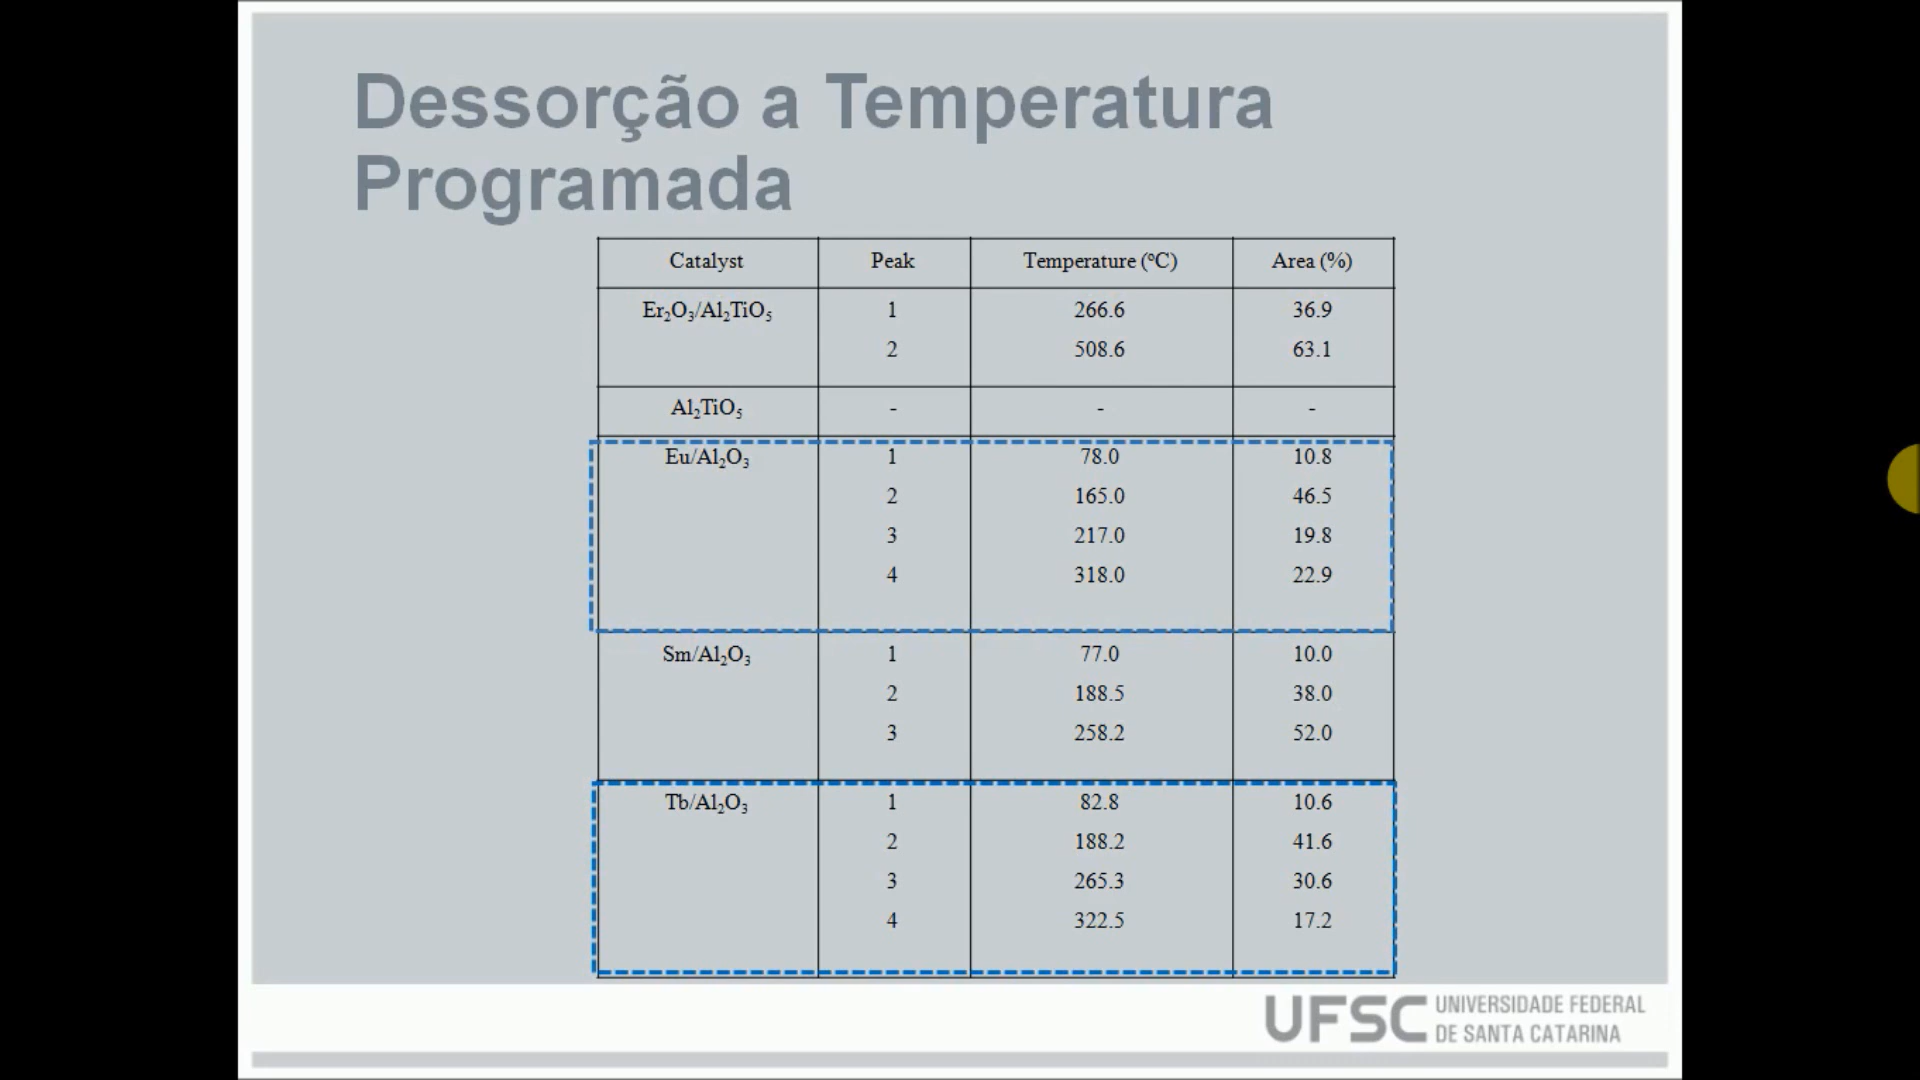 Dessorção a Temperatura
Programada
Catalyst Peak Temperature (ºC) Area (%)
Er₂O₃/Al₂TiO₅ 1 266.6 36.9
2 508.6 63.1
Al₂TiO₅ - - -
Eu/Al₂O₃ 1 78.0 10.8
2 165.0 46.5
3 217.0 19.8
4 318.0 22.9
Sm/Al₂O₃ 1 77.0 10.0
2 188.5 38.0
3 258.2 52.0
Tb/Al₂O₃ 1 82.8 10.6
2 188.2 41.6
3 265.3 30.6
4 322.5 17.2
UFSC UNIVERSIDADE FEDERAL
DE SANTA CATARINA